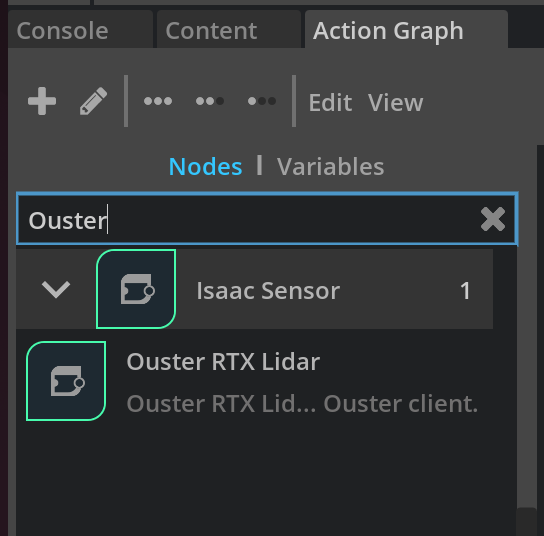 Console Content Action Graph
Edit View
Nodes | Variables
Ouster
Isaac Sensor 1
Ouster RTX Lidar
Ouster RTX Lid... Ouster client.